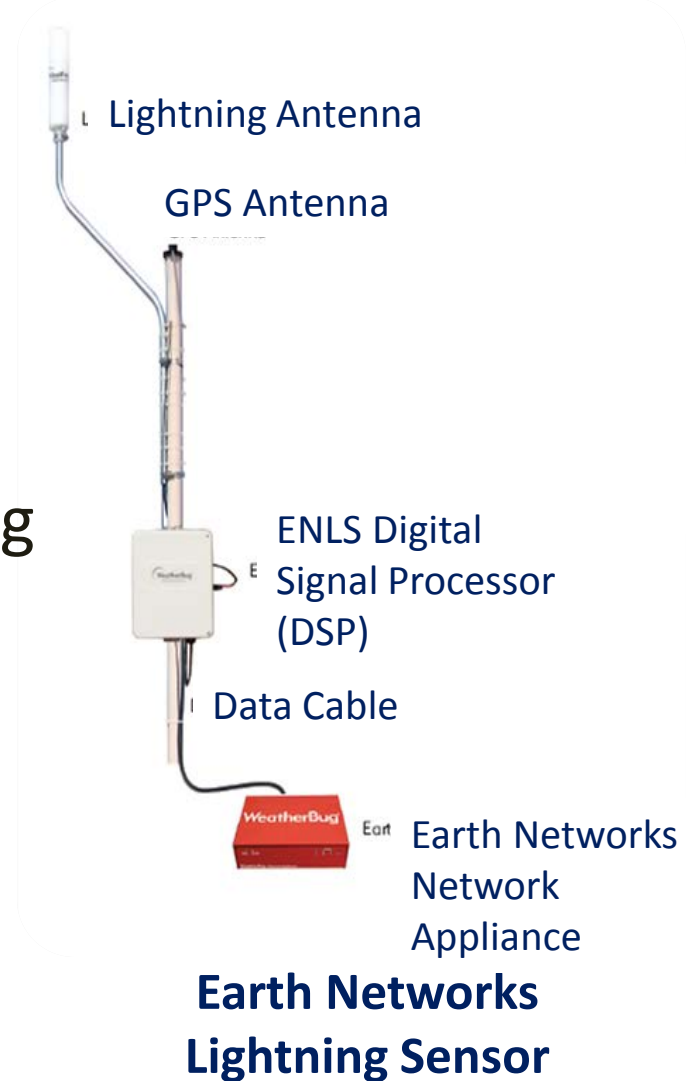 Lightning Antenna
GPS Antenna
g
ENLS Digital
WeatherBug
Signal Processor
(DSP)
Data Cable
WeatherBug
Earth Networks
Network
Appliance
Earth Networks
Lightning Sensor